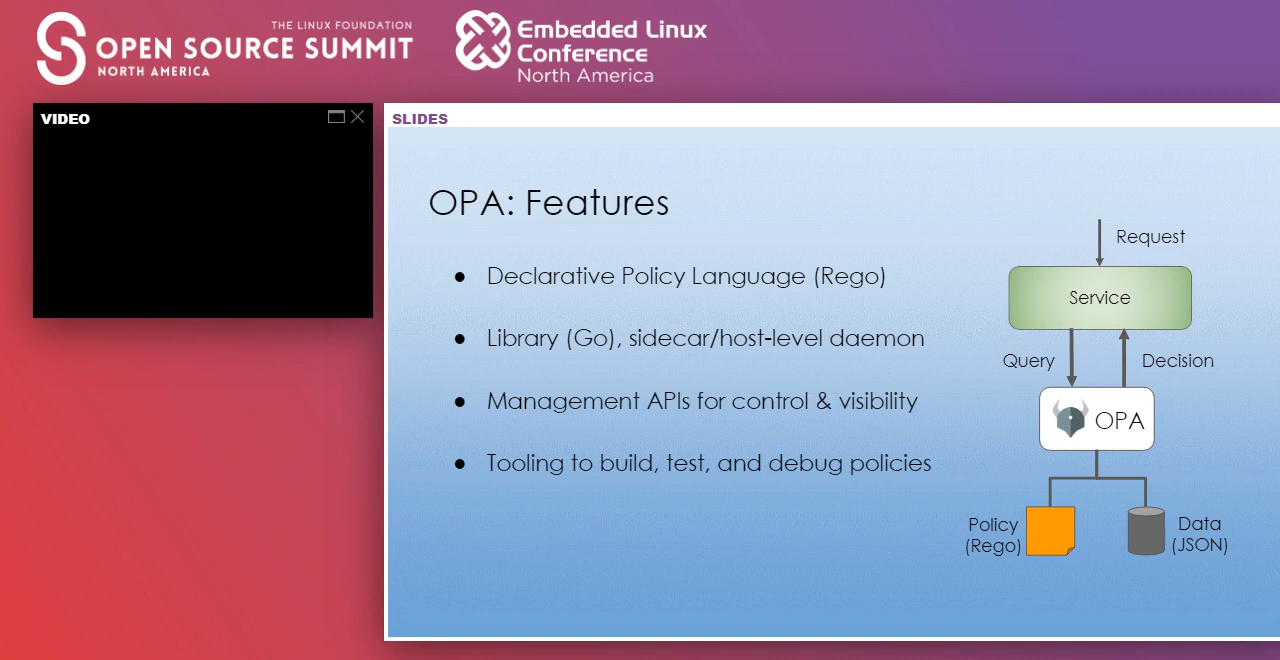 THE LINUX FOUNDATION
OPEN SOURCE SUMMIT
NORTH AMERICA
Embedded Linux
Conference
North America
VIDEO
SLIDES
OPA: Features
● Declarative Policy Language (Rego)
● Library (Go), sidecar/host-level daemon
● Management APIs for control & visibility
● Tooling to build, test, and debug policies
Request
Service
Query
Decision
OPA
Policy
(Rego)
Data
(JSON)